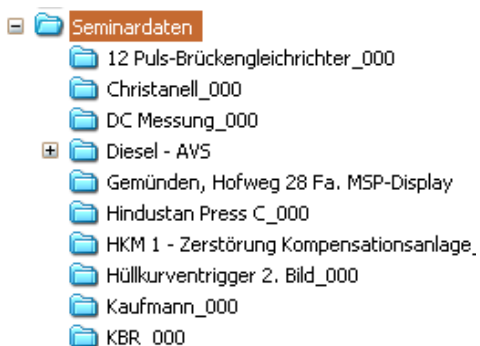 Seminardaten
12 Puls-Brückengleichrichter_000
Christanell_000
DC Messung_000
Diesel - AVS
Gemünden, Hofweg 28 Fa. MSP-Display
Hindustan Press C_000
HKM 1 - Zerstörung Kompensationsanlage_
Hüllkurventrigger 2. Bild_000
Kaufmann_000
KBR_000